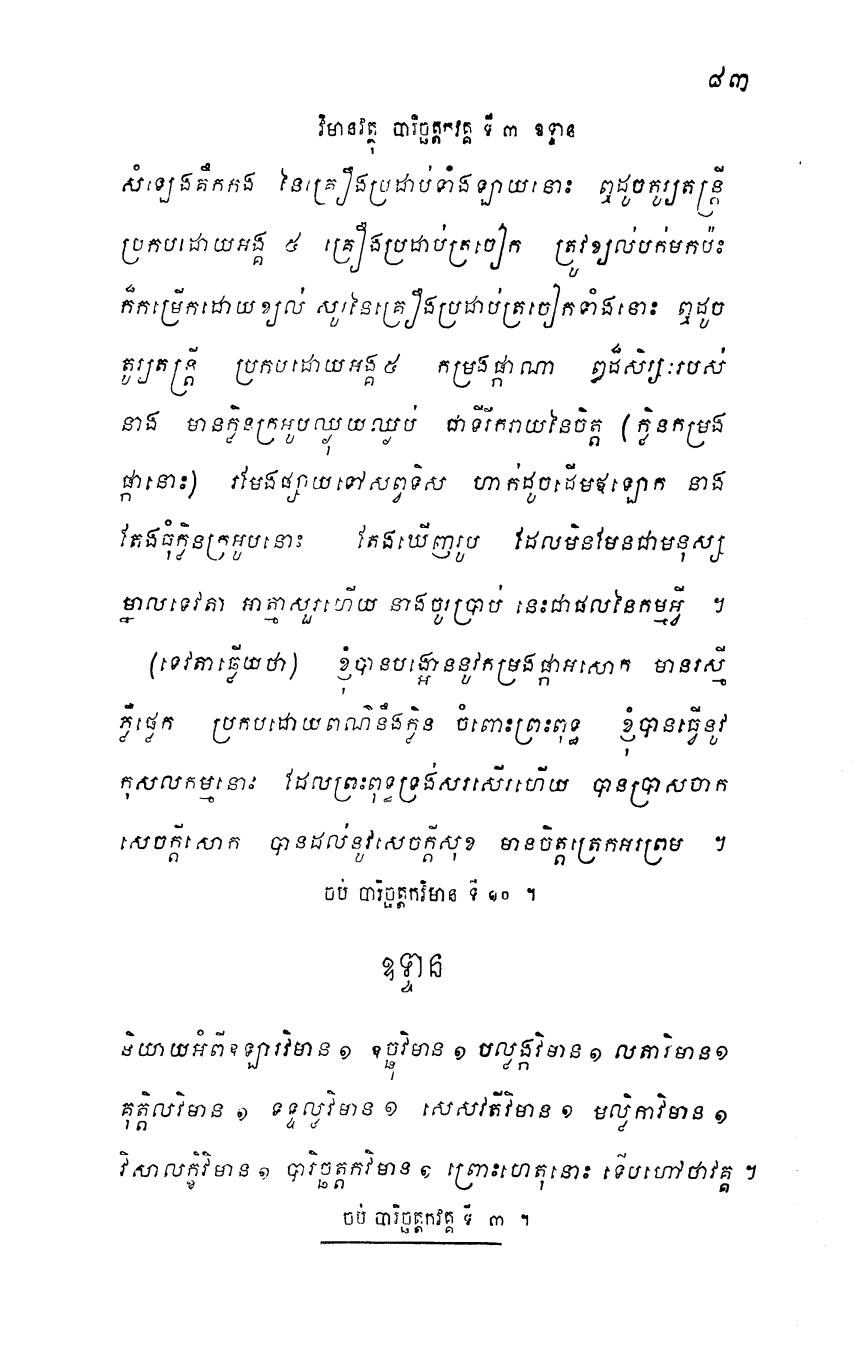 ៨៣
វិមានវត្ថុ បារិច្ឆត្តកវគ្គ ទី ៣ ឧទ្ទាន
សំឡេងគឹកកង នៃគ្រឿងប្រដាប់ទាំងឡាយនោះ ឮដូចតូរ្យតន្ត្រី
ប្រកបដោយអង្គ ៥ គ្រឿងប្រដាប់ត្រចៀក ត្រូវខ្យល់បក់មកប៉ះ
ក៏កម្រើកដោយខ្យល់ សូរនៃគ្រឿងប្រដាប់ត្រចៀកទាំងនោះ ឮដូច
តូរ្យតន្ត្រី ប្រកបដោយអង្គ៥ កម្រងផ្កាណា ឰដ៏សិរ្សៈរបស់
នាង មានក្លិនក្រអូបឈ្ងុយឈ្ងប់ ជាទីរីករាយនៃចិត្ត (ក្លិនកម្រង
ផ្កានោះ) រមែងផ្សាយទៅសព្វទិស ហាក់ដូចដើមឥឡោក នាង
តែងធុំក្លិនក្រអូបនោះ តែងឃើញរូប ដែលមិនមែនជាមនុស្ស
ម្នាលទេវតា អាត្មាសួរហើយ នាងចូរប្រាប់ នេះជាផលនៃកម្មអ្វី ។
(ទេវតាឆ្លើយថា) ខ្ញុំបានបង្អោននូវកម្រងផ្កាអសោក មានរស្មី
ភ្លឺផ្លេក ប្រកបដោយពណ៌នឹងក្លិន ចំពោះព្រះពុទ្ធ ខ្ញុំបានធ្វើនូវ
កុសលកម្មនោះ ដែលព្រះពុទ្ធទ្រង់សរសើរហើយ បានប្រាសចាក
សេចក្តីសោក បានដល់នូវសេចក្តីសុខ មានចិត្តត្រេកអរព្រម ។
ចប់ បារិច្ឆត្តកវិមាន ទី ១០ ។
ឧទ្ទាន
និយាយអំពីឧឡារវិមាន ១ ឧច្ឆុវិមាន ១ បល្លង្កវិមាន ១ លតាវិមាន១
គុត្តិលវិមាន ១ ទទ្ទល្លវិមាន ១ សេសវតីវិមាន ១ មល្លិកាវិមាន ១
វិសាលក្ខិវិមាន ១ បារិច្ឆត្តកវិមាន ១ ព្រោះហេតុនោះ ទើបហៅថាវគ្គ ។
ចប់ បារិច្ឆត្តកវគ្គ ទី ៣ ។